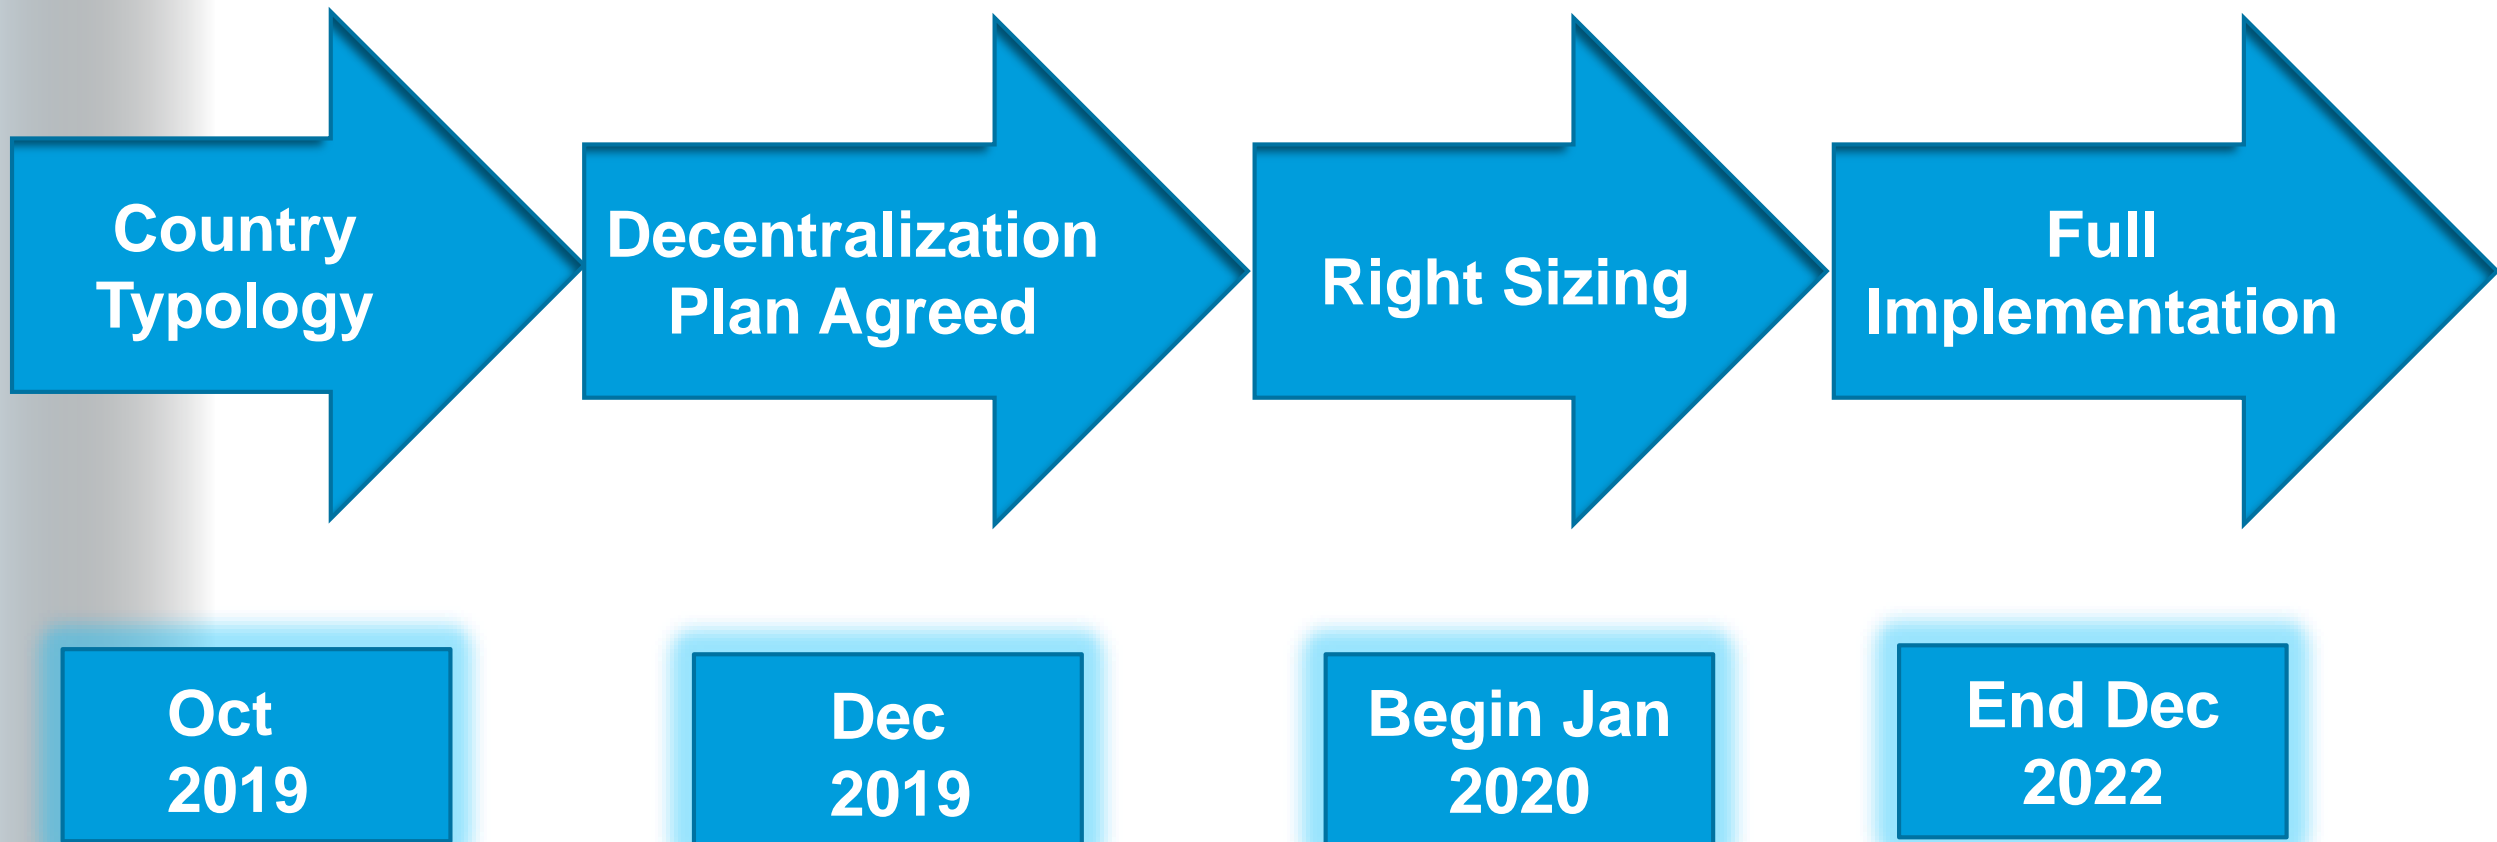 Country
Typology
Decentralization
Plan Agreed
Right Sizing
Full
Implementation
Oct
2019
Dec
2019
Begin Jan
2020
End Dec
2022